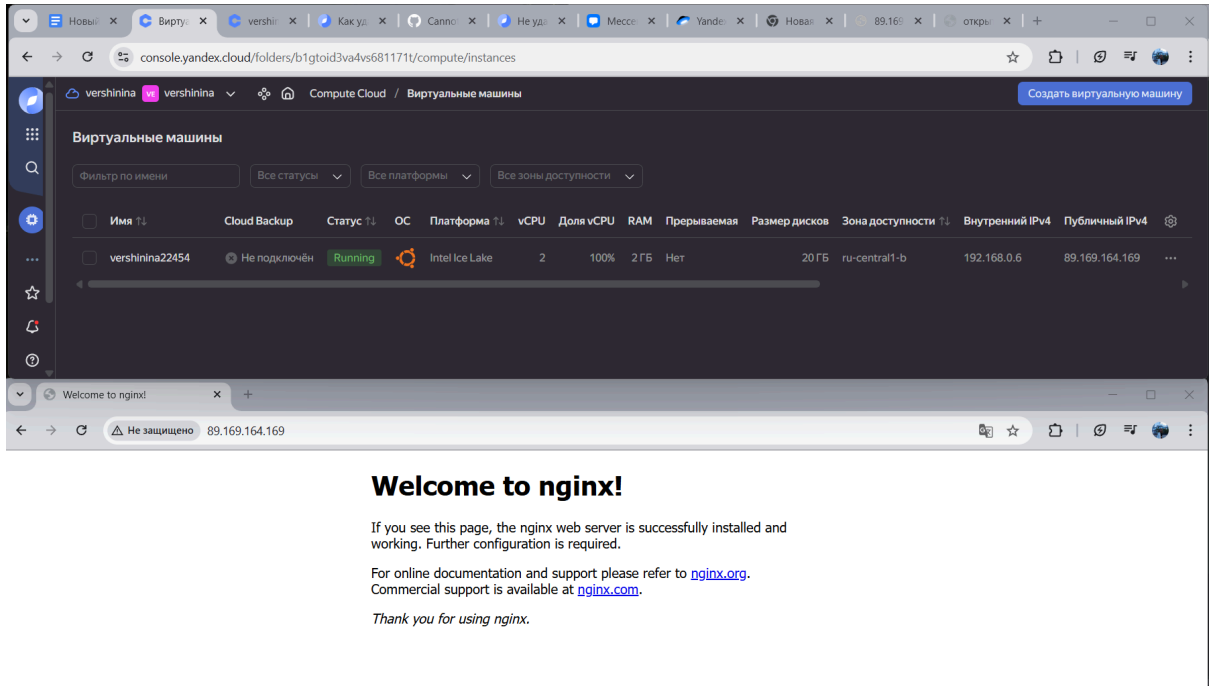 Новый Вирту vershin Как уд Canno Не уда Мессе Yandex Новая 89.169 откры
console.yandex.cloud/folders/b1gtoid3va4vs681171t/compute/instances
vershinina VE vershinina Compute Cloud / Виртуальные машины Создать виртуальную машину
Виртуальные машины
Фильтр по имени Все статусы Все платформы Все зоны доступности
Имя Cloud Backup Статус ОС Платформа vCPU Доля vCPU RAM Прерываемая Размер дисков Зона доступности Внутренний IPv4 Публичный IPv4
vershinina22454 Не подключён Running Intel Ice Lake 2 100% 2 ГБ Нет 20 ГБ ru-central1-b 192.168.0.6 89.169.164.169
Welcome to nginx!
Не защищено 89.169.164.169
Welcome to nginx!
If you see this page, the nginx web server is successfully installed and
working. Further configuration is required.
For online documentation and support please refer to nginx.org.
Commercial support is available at nginx.com.
Thank you for using nginx.